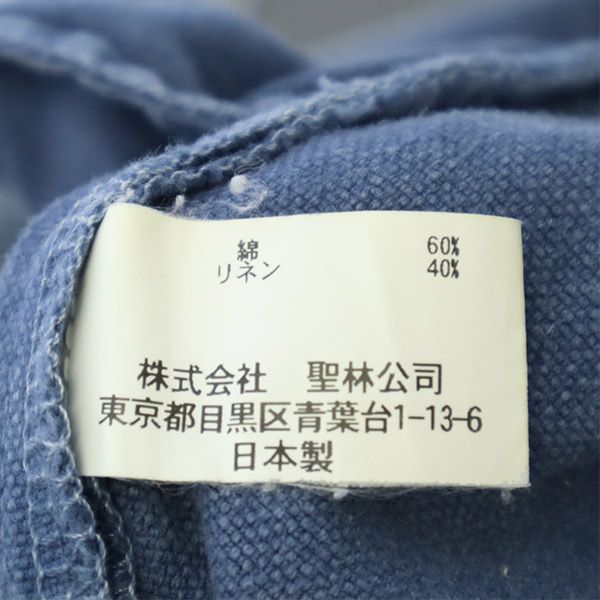 綿 60%
リネン 40%
株式会社 聖林公司
東京都目黒区青葉台1-13-6
日本製